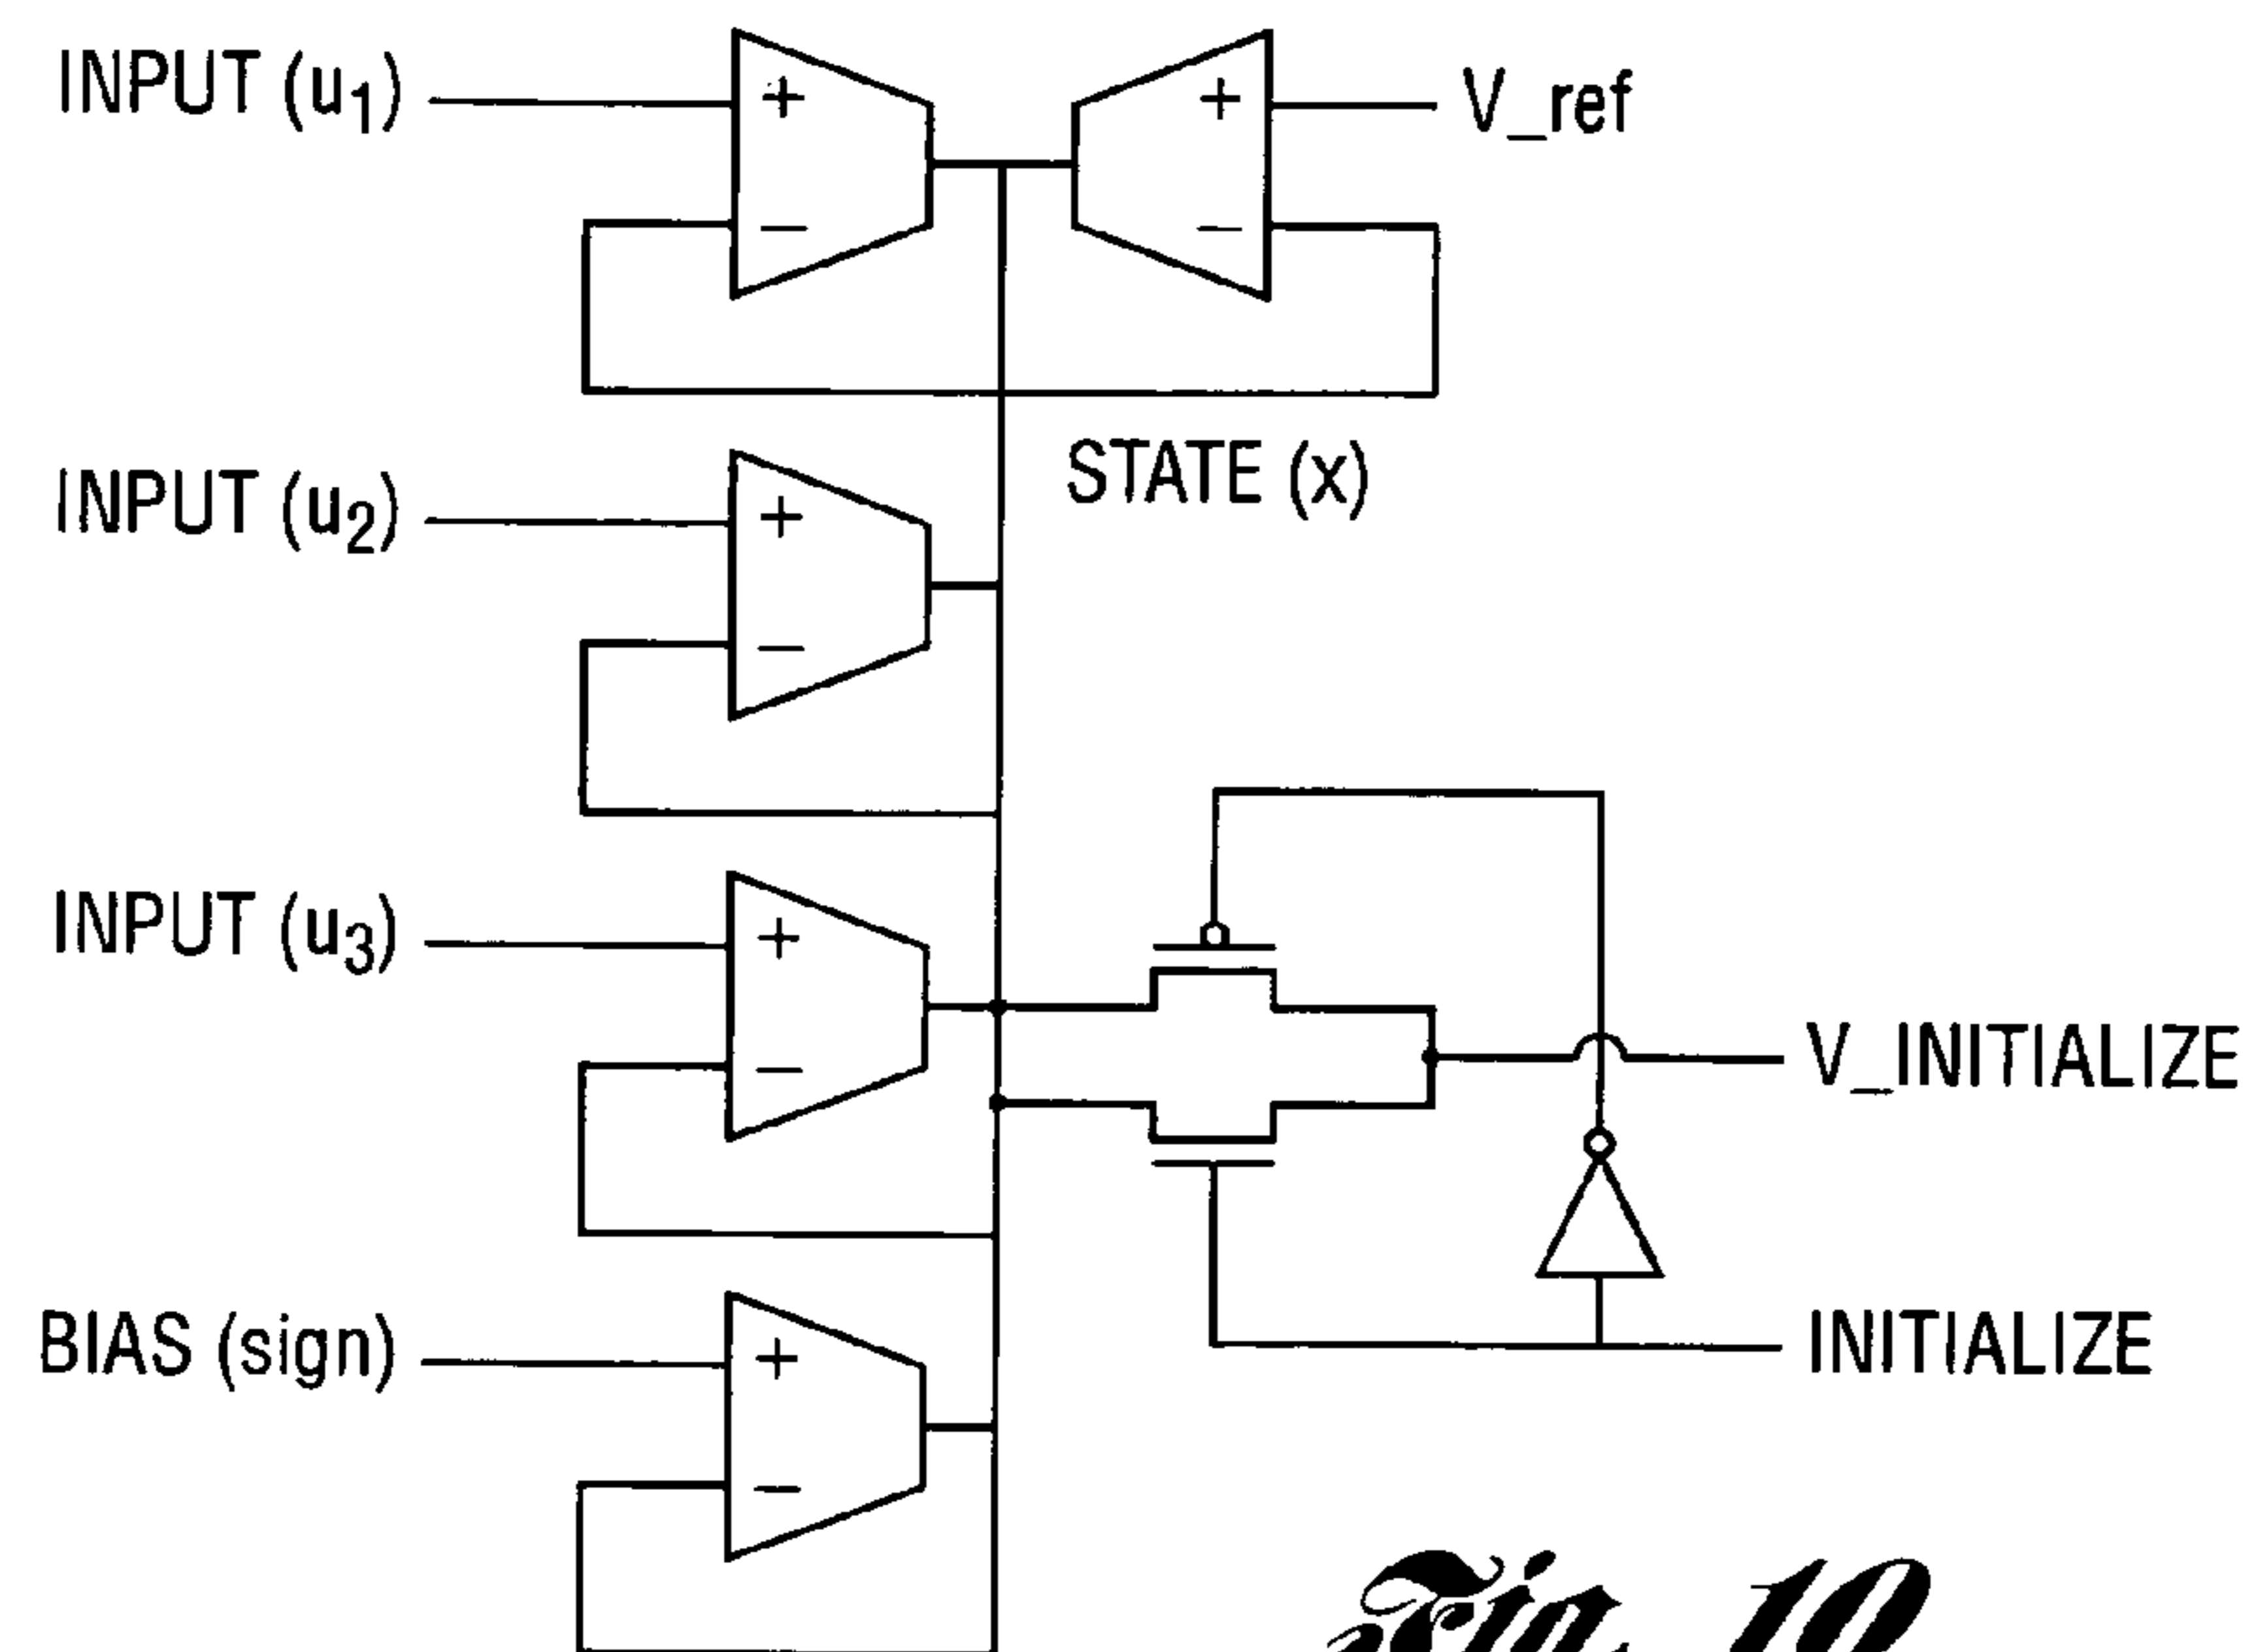 INPUT (u₁)
+
+
V_ref
−
−
STATE (x)
INPUT (u₂)
+
−
INPUT (u₃)
+
−
V_INITIALIZE
BIAS (sign)
+
−
INITIALIZE
Fig. 10